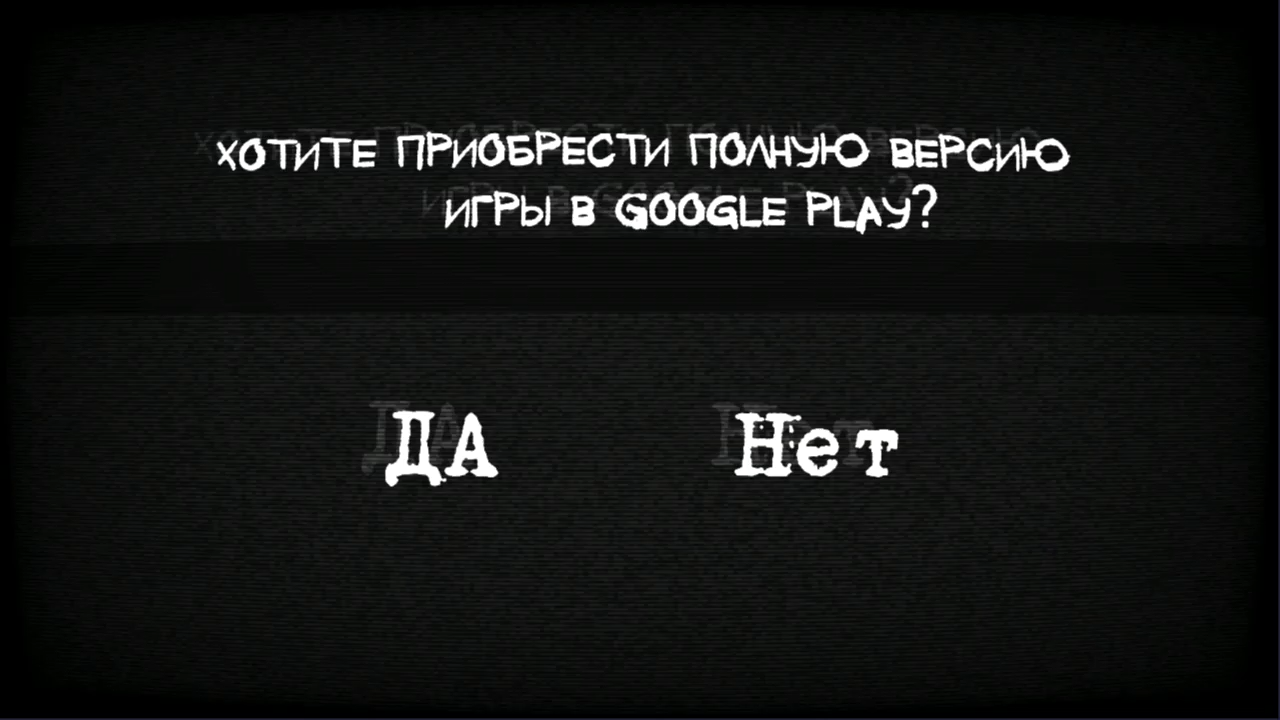 ХОТИТЕ ПРИОБРЕСТИ ПОЛНУЮ ВЕРСИЮ
ИГРЫ В GOOGLE PLAY?
ДА Нет